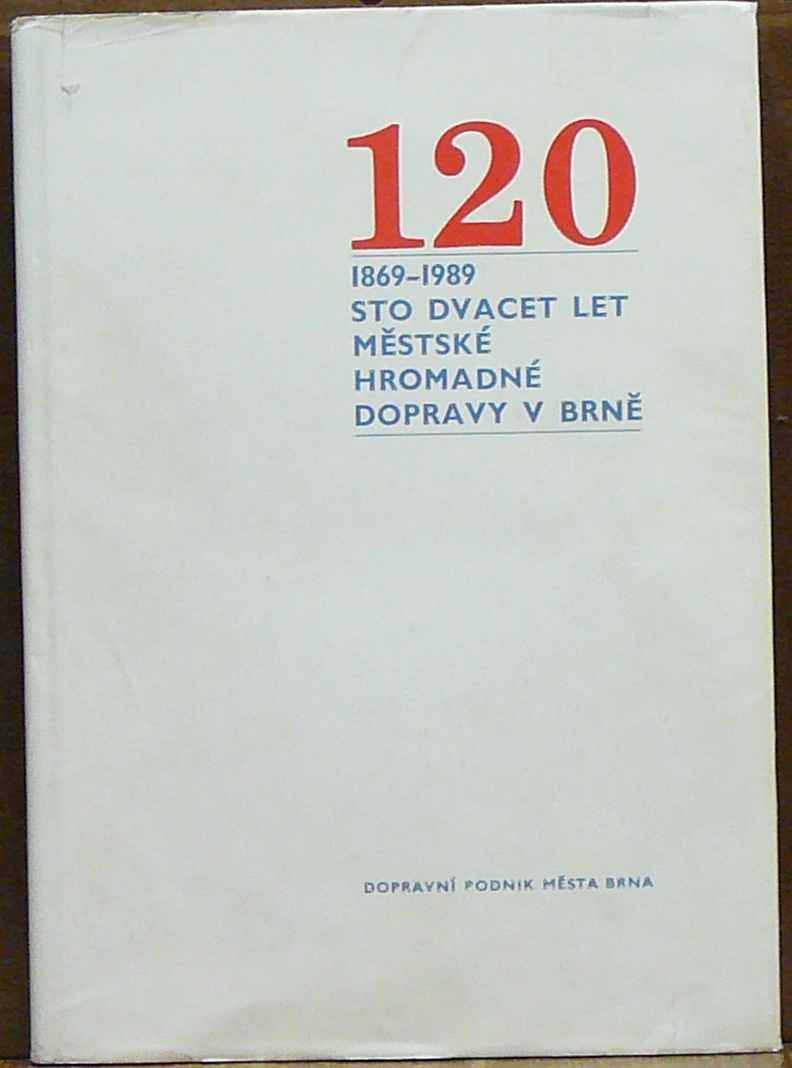 120
1869–1989
STO DVACET LET
MĚSTSKÉ
HROMADNÉ
DOPRAVY V BRNĚ
DOPRAVNÍ PODNIK MĚSTA BRNA